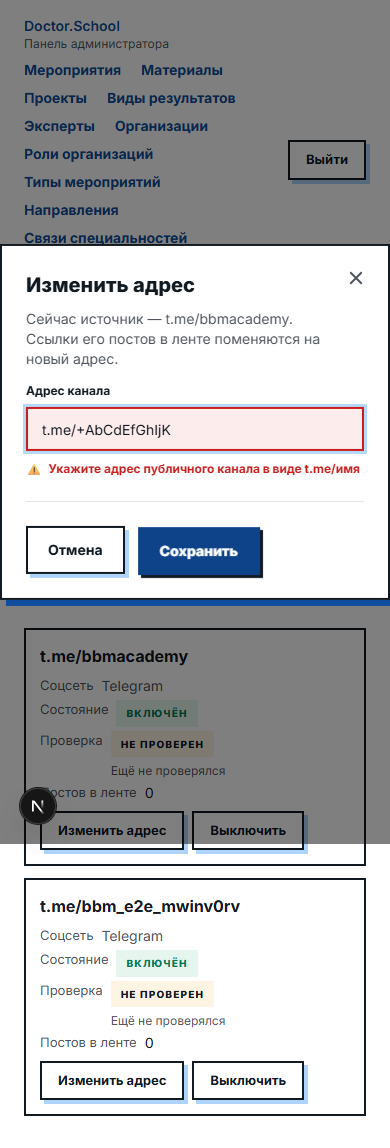 Doctor.School
Панель администратора
Мероприятия Материалы
Проекты Виды результатов
Эксперты Организации
Роли организаций
Выйти
Типы мероприятий
Направления
Связи специальностей
Изменить адрес
Сейчас источник — t.me/bbmacademy.
Ссылки его постов в ленте поменяются на
новый адрес.
Адрес канала
t.me/+AbCdEfGhIjK
Укажите адрес публичного канала в виде t.me/имя
Отмена Сохранить
t.me/bbmacademy
Соцсеть Telegram
Состояние ВКЛЮЧЁН
Проверка НЕ ПРОВЕРЕН
Ещё не проверялся
Постов в ленте 0
N
Изменить адрес Выключить
t.me/bbm_e2e_mwinv0rv
Соцсеть Telegram
Состояние ВКЛЮЧЁН
Проверка НЕ ПРОВЕРЕН
Ещё не проверялся
Постов в ленте 0
Изменить адрес Выключить